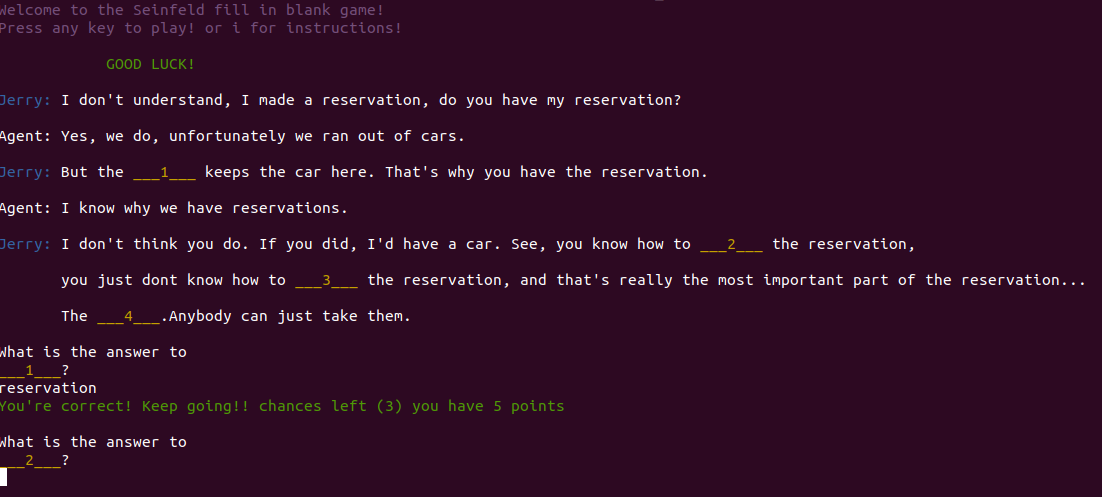 Welcome to the Seinfeld fill in blank game!
Press any key to play! or i for instructions!
GOOD LUCK!
Jerry: I don't understand, I made a reservation, do you have my reservation?
Agent: Yes, we do, unfortunately we ran out of cars.
Jerry: But the ___1___ keeps the car here. That's why you have the reservation.
Agent: I know why we have reservations.
Jerry: I don't think you do. If you did, I'd have a car. See, you know how to ___2___ the reservation,
you just dont know how to ___3___ the reservation, and that's really the most important part of the reservation...
The ___4___.Anybody can just take them.
What is the answer to
___1___?
reservation
You're correct! Keep going!! chances left (3) you have 5 points
What is the answer to
___2___?